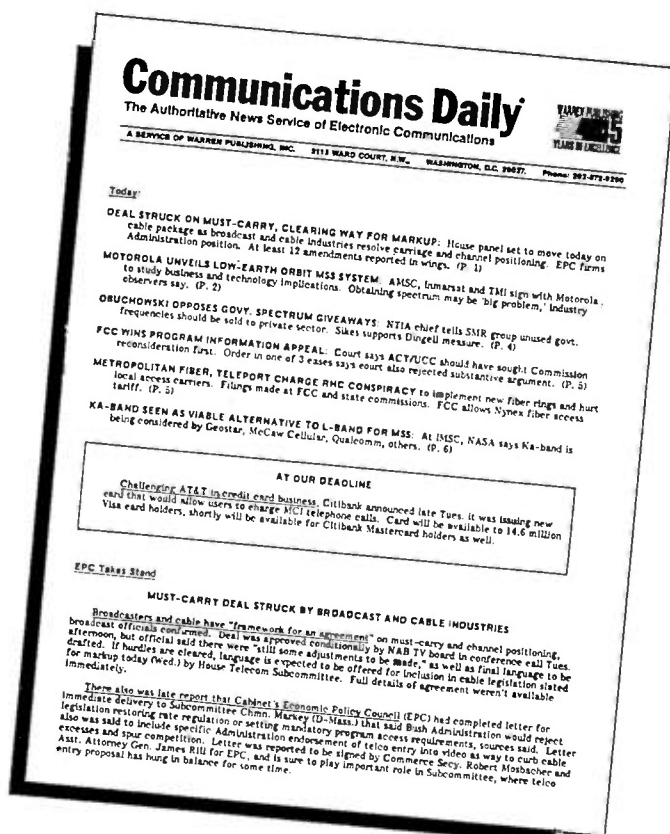 Communications Daily
The Authoritative News Service of Electronic Communications
WARREN PUBLISHING
45
YEARS OF EXCELLENCE
A SERVICE OF WARREN PUBLISHING, INC. 2115 WARD COURT, N.W., WASHINGTON, D.C. 20037. Phone: 202-872-9200
Today:
DEAL STRUCK ON MUST-CARRY, CLEARING WAY FOR MARKUP: House panel set to move today on
cable package as broadcast and cable industries resolve carriage and channel positioning. EPC firms
Administration position. At least 12 amendments reported in wings. (P. 1)
MOTOROLA UNVEILS LOW-EARTH ORBIT MSS SYSTEM. AMSC, Inmarsat and TMI sign with Motorola
to study business and technology implications. Obtaining spectrum may be 'big problem,' industry
observers say. (P. 2)
OBUCHOWSKI OPPOSES GOVT. SPECTRUM GIVEAWAYS: NTIA chief tells SMR group unused govt.
frequencies should be sold to private sector. Sikes supports Dingell measure. (P. 4)
FCC WINS PROGRAM INFORMATION APPEAL: Court says ACT/UCC should have sought Commission
reconsideration first. Order in one of 3 cases says court also rejected substantive argument. (P. 5)
METROPOLITAN FIBER, TELEPORT CHARGE RHC CONSPIRACY to implement new fiber rings and hurt
local access carriers. Filings made at FCC and state commissions. FCC allows Nynex fiber access
tariff. (P. 5)
KA-BAND SEEN AS VIABLE ALTERNATIVE TO L-BAND FOR MSS: At IMSC, NASA says Ka-band is
being considered by Geostar, McCaw Cellular, Qualcomm, others. (P. 6)
AT OUR DEADLINE
Challenging AT&T in credit card business, Citibank announced late Tues. it was issuing new
card that would allow users to charge MCI telephone calls. Card will be available to 14.6 million
Visa card holders, shortly will be available for Citibank Mastercard holders as well.
EPC Takes Stand
MUST-CARRY DEAL STRUCK BY BROADCAST AND CABLE INDUSTRIES
Broadcasters and cable have "framework for an agreement" on must-carry and channel positioning,
broadcast officials confirmed. Deal was approved conditionally by NAB TV board in conference call Tues.
afternoon, but official said there were "still some adjustments to be made," as well as final language to be
drafted. If hurdles are cleared, language is expected to be offered for inclusion in cable legislation slated
for markup today (Wed.) by House Telecom Subcommittee. Full details of agreement weren't available
immediately.
There also was late report that Cabinet's Economic Policy Council (EPC) had completed letter for
immediate delivery to Subcommittee Chmn. Markey (D-Mass.) that said Bush Administration would reject
legislation restoring rate regulation or setting mandatory program access requirements, sources said. Letter
also was said to include specific Administration endorsement of telco entry into video as way to curb cable
excesses and spur competition. Letter was reported to be signed by Commerce Secy. Robert Mosbacher and
Asst. Attorney Gen. James Rill for EPC, and is sure to play important role in Subcommittee, where telco
entry proposal has hung in balance for some time.